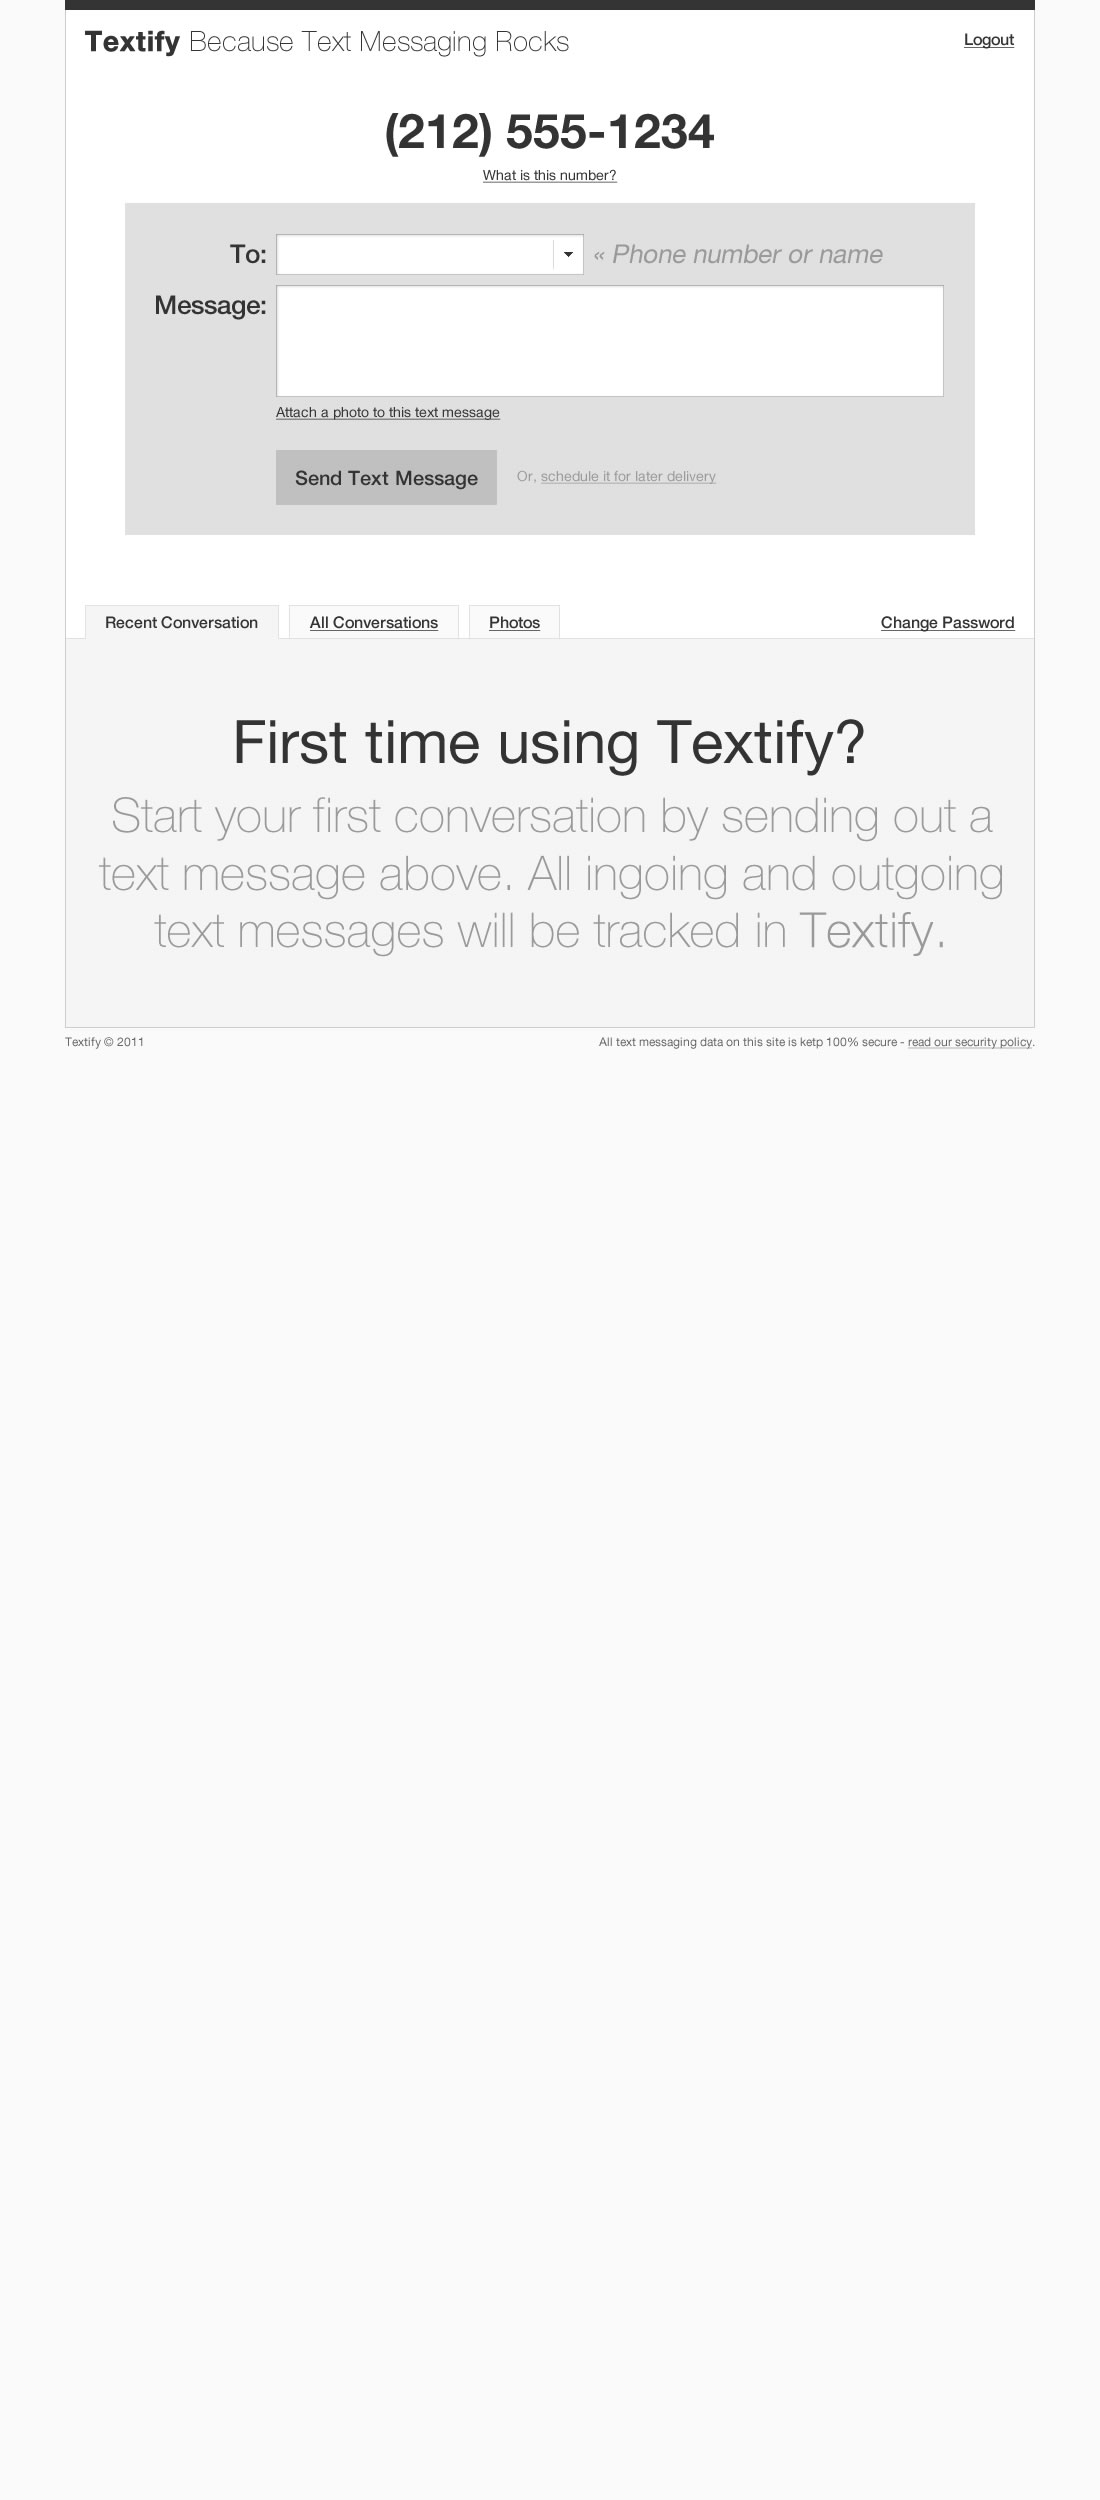 Textify Because Text Messaging Rocks
Logout
(212) 555-1234
What is this number?
To:
« Phone number or name
Message:
Attach a photo to this text message
Send Text Message
Or, schedule it for later delivery
Recent Conversation
All Conversations
Photos
Change Password
First time using Textify?
Start your first conversation by sending out a
text message above. All ingoing and outgoing
text messages will be tracked in Textify.
Textify © 2011
All text messaging data on this site is ketp 100% secure - read our security policy.